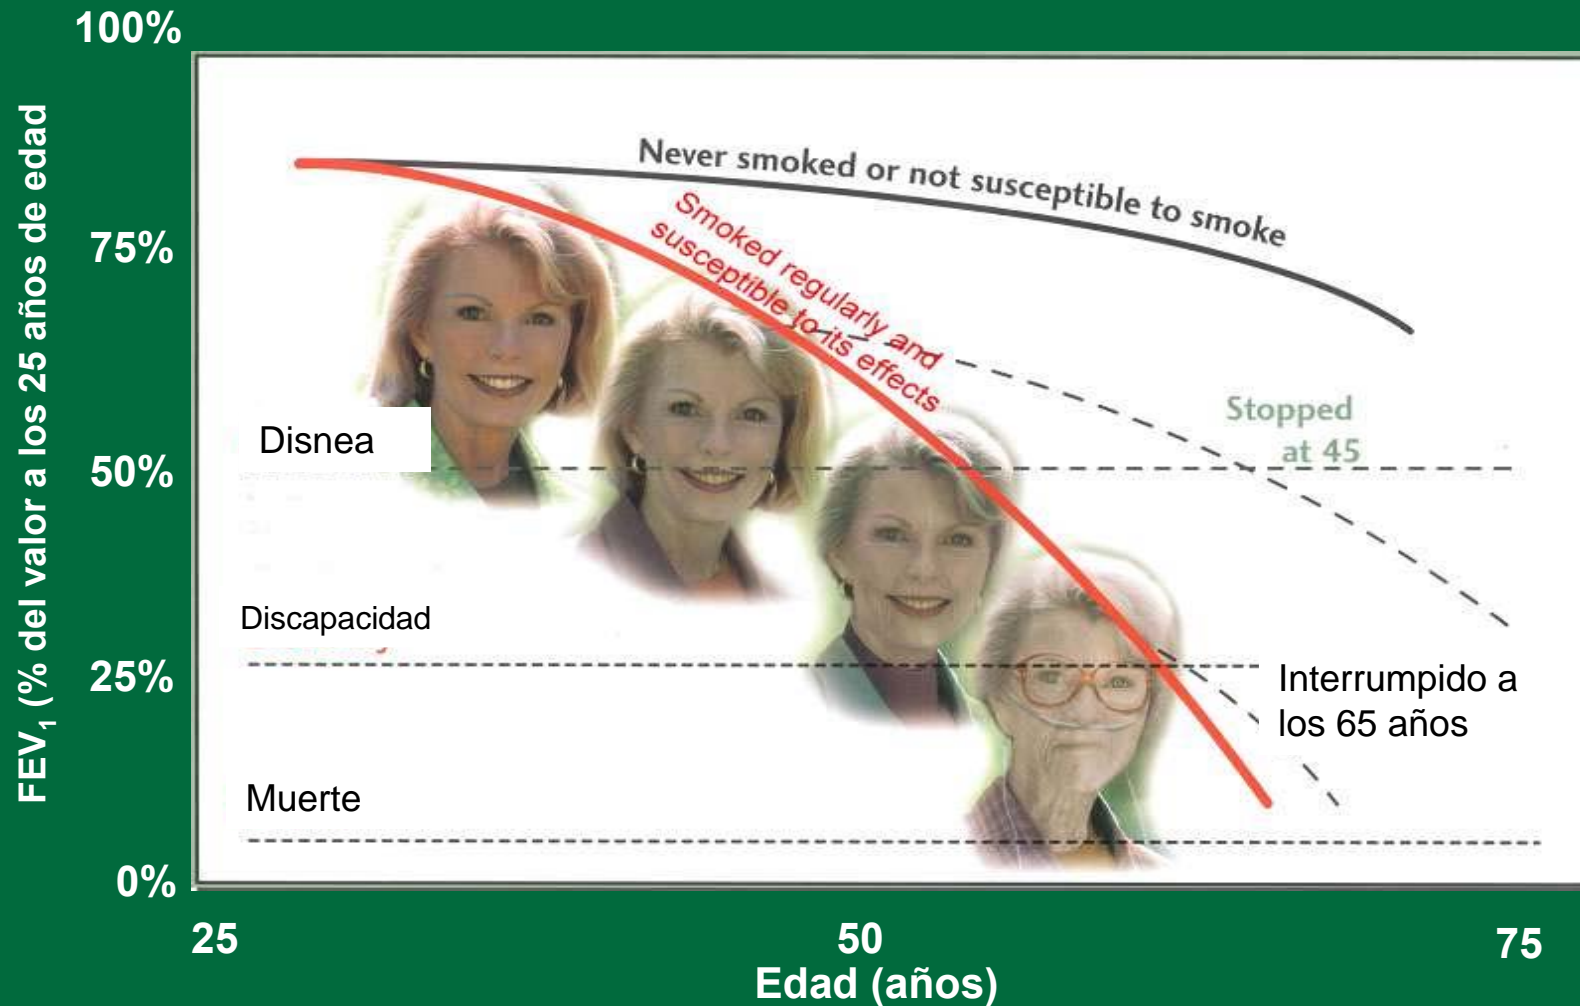 100%
75%
50%
25%
0%
FEV₁ (% del valor a los 25 años de edad
Never smoked or not susceptible to smoke
Smoked regularly and
susceptible to its effects
Stopped
at 45
Disnea
Discapacidad
Interrumpido a
los 65 años
Muerte
25
50
75
Edad (años)